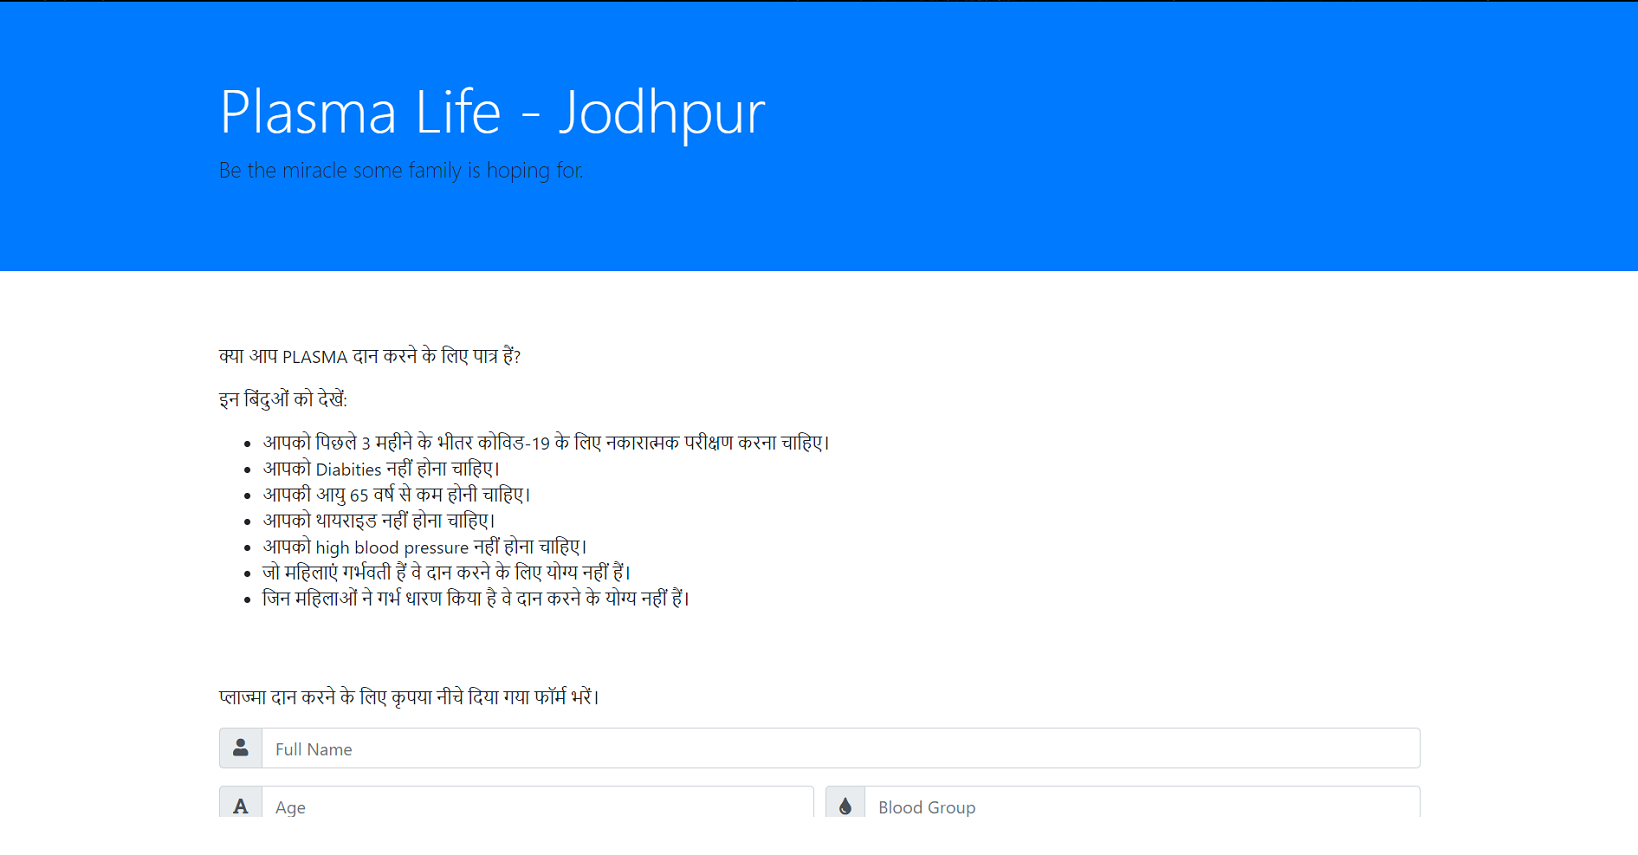 Plasma Life - Jodhpur
Be the miracle some family is hoping for.
क्या आप PLASMA दान करने के लिए पात्र हैं?
इन बिंदुओं को देखें:
आपको पिछले 3 महीने के भीतर कोविड-19 के लिए नकारात्मक परीक्षण करना चाहिए।
आपको Diabities नहीं होना चाहिए।
आपकी आयु 65 वर्ष से कम होनी चाहिए।
आपको थायराइड नहीं होना चाहिए।
आपको high blood pressure नहीं होना चाहिए।
जो महिलाएं गर्भवती हैं वे दान करने के लिए योग्य नहीं हैं।
जिन महिलाओं ने गर्भ धारण किया है वे दान करने के योग्य नहीं हैं।
प्लाज्मा दान करने के लिए कृपया नीचे दिया गया फॉर्म भरें।
Full Name
Age
Blood Group